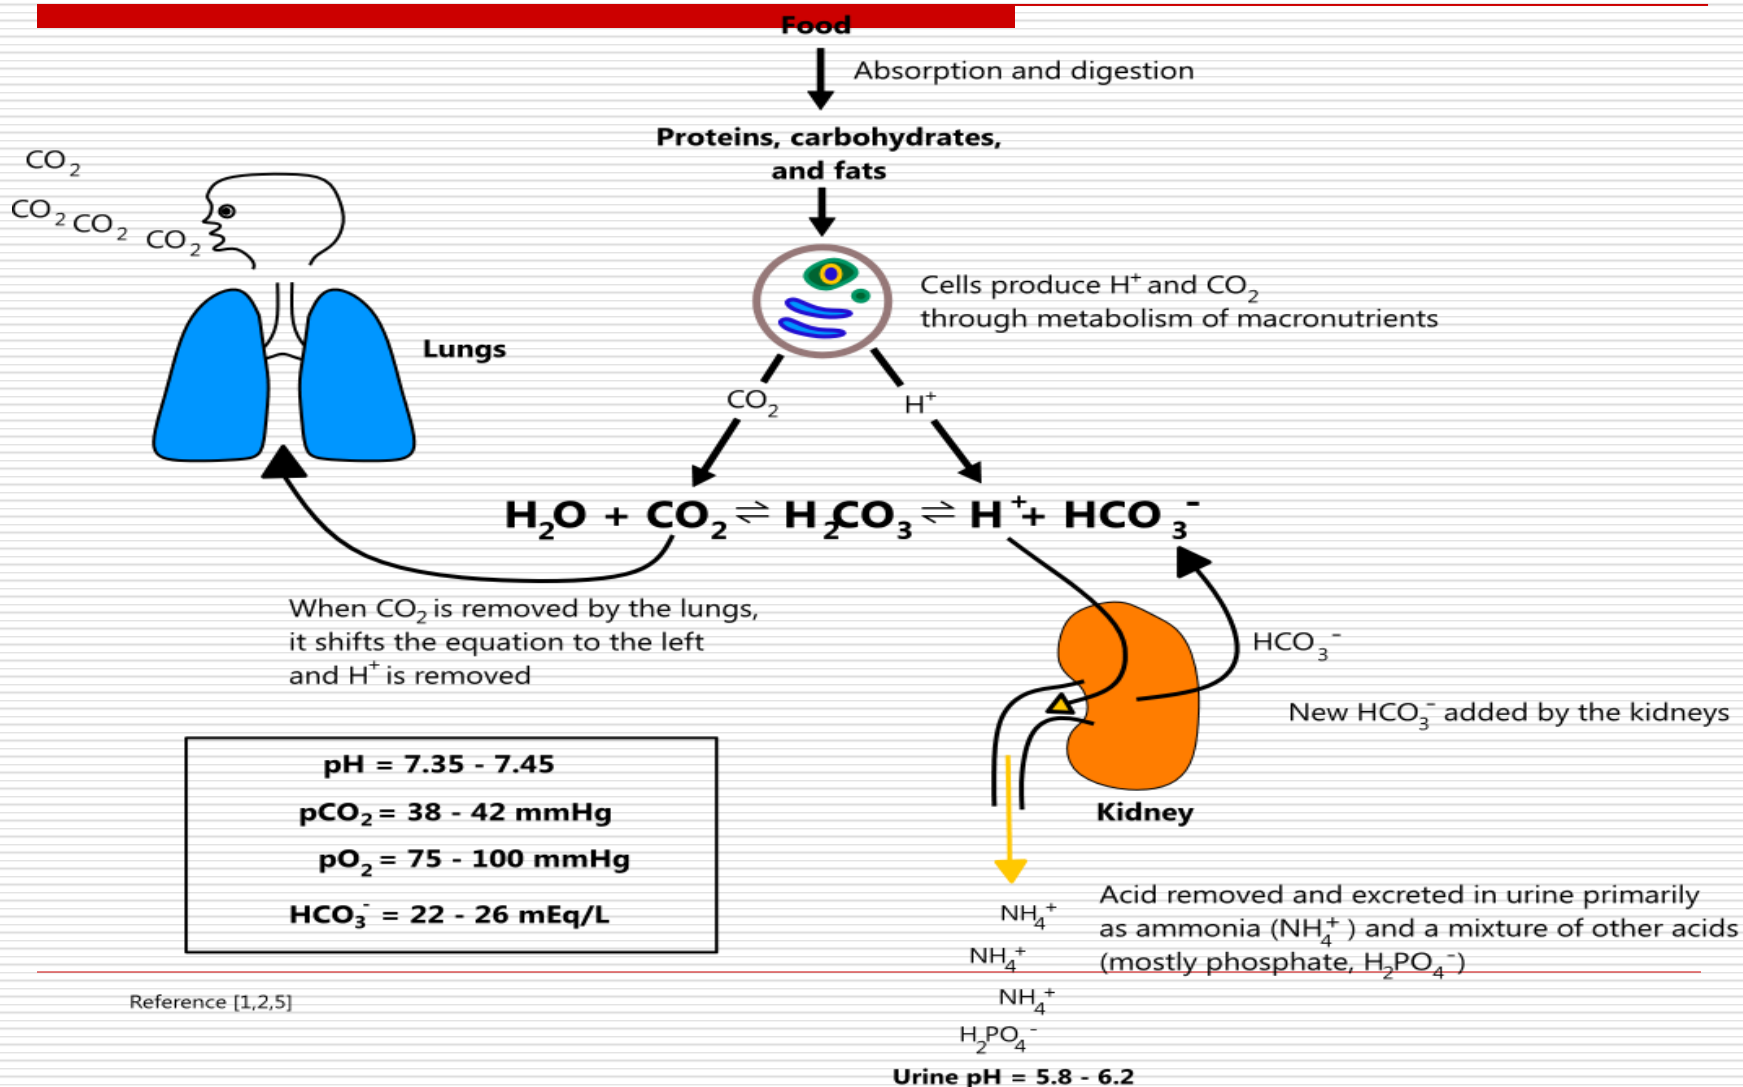 Food
Absorption and digestion
Proteins, carbohydrates,
and fats
CO₂
CO₂ CO₂ CO₂
Cells produce H⁺ and CO₂
through metabolism of macronutrients
Lungs
CO₂
H⁺
H₂O + CO₂ ⇌ H₂CO₃ ⇌ H⁺ + HCO₃⁻
When CO₂ is removed by the lungs,
it shifts the equation to the left
and H⁺ is removed
HCO₃⁻
New HCO₃⁻ added by the kidneys
pH = 7.35 - 7.45
pCO₂ = 38 - 42 mmHg
pO₂ = 75 - 100 mmHg
HCO₃⁻ = 22 - 26 mEq/L
Kidney
Acid removed and excreted in urine primarily
as ammonia (NH₄⁺ ) and a mixture of other acids
(mostly phosphate, H₂PO₄⁻)
NH₄⁺
NH₄⁺
NH₄⁺
H₂PO₄⁻
Urine pH = 5.8 - 6.2
Reference [1,2,5]